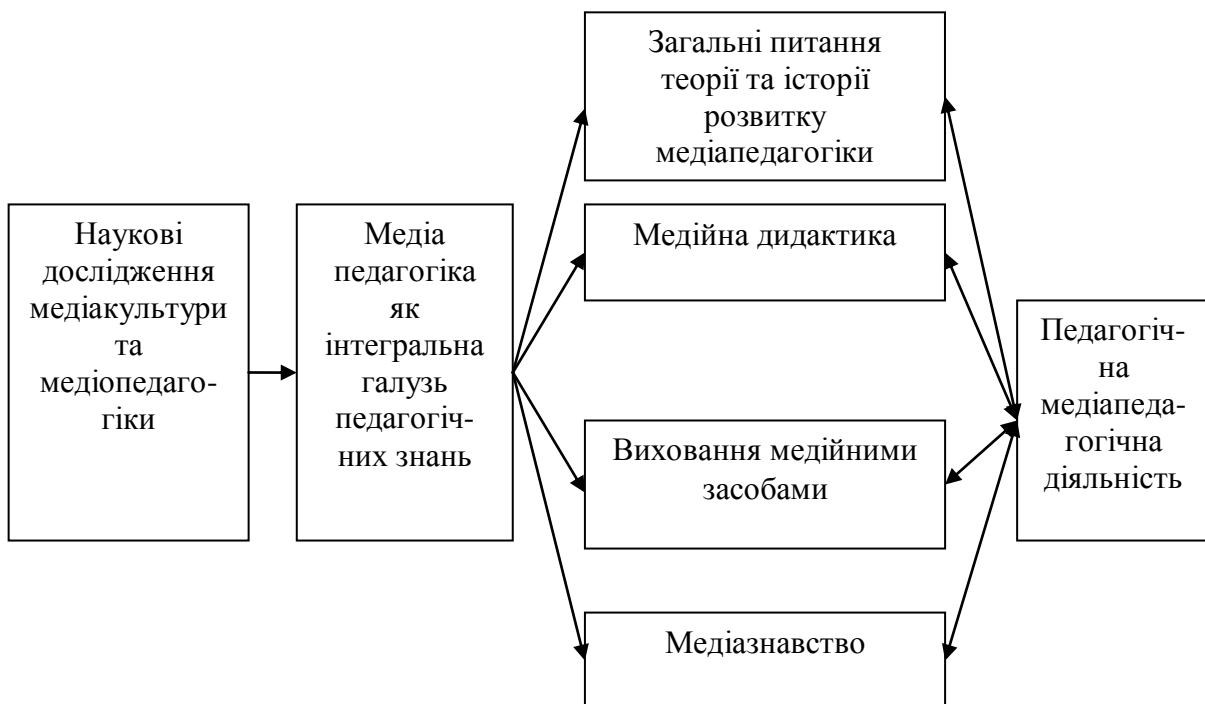 Наукові
дослідження
медіакультури
та
медіопедаго-
гіки
Медіа
педагогіка
як
інтегральна
галузь
педагогіч-
них знань
Загальні питання
теорії та історії
розвитку
медіапедагогіки
Медійна дидактика
Виховання медійними
засобами
Медіазнавство
Педагогіч-
на
медіапеда-
гогічна
діяльність